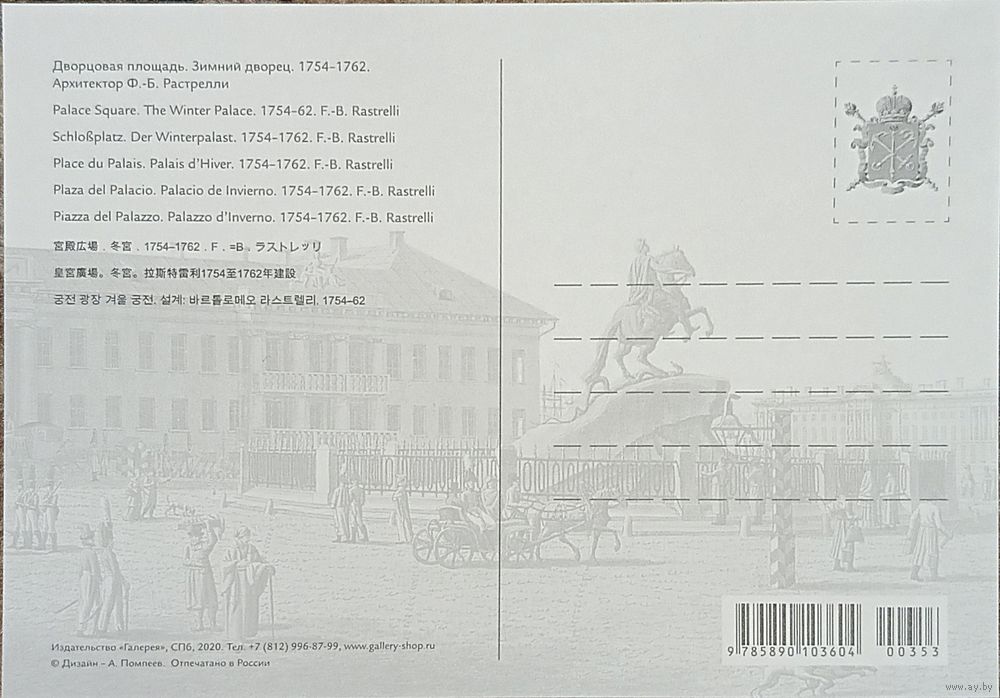 Дворцовая площадь. Зимний дворец. 1754–1762.
Архитектор Ф.-Б. Растрелли
Palace Square. The Winter Palace. 1754–62. F.-B. Rastrelli
Schloßplatz. Der Winterpalast. 1754–1762. F.-B. Rastrelli
Place du Palais. Palais d’Hiver. 1754–1762. F.-B. Rastrelli
Plaza del Palacio. Palacio de Invierno. 1754–1762. F.-B. Rastrelli
Piazza del Palazzo. Palazzo d’Inverno. 1754–1762. F.-B. Rastrelli
宮殿広場．冬宮．1754–1762．F．=B．ラストレッリ
皇宮廣場。冬宮。拉斯特雷利1754至1762年建設
궁전 광장 겨울 궁전. 설계: 바르톨로메오 라스트렐리. 1754–62
Издательство «Галерея», СПб, 2020. Тел. +7 (812) 996-87-99, www.gallery-shop.ru
© Дизайн – А. Помпеев. Отпечатано в России
9 785890 103604
00353
www.ay.by